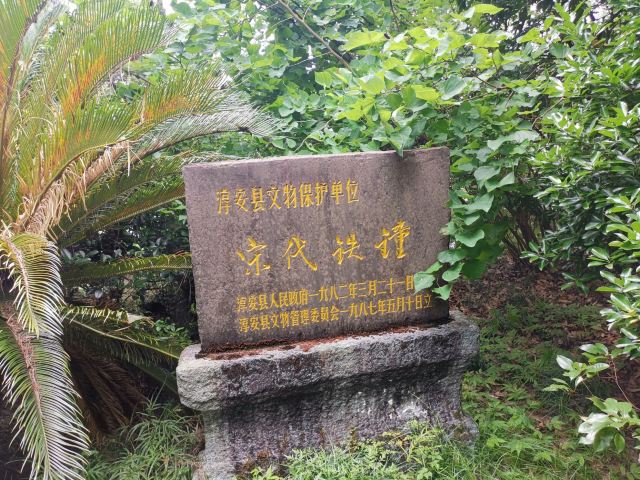 淳安县文物保护单位
宋代铁钟
淳安县人民政府一九八二年三月二十一日
淳安县文物管理委员会一九八七年五月十日立